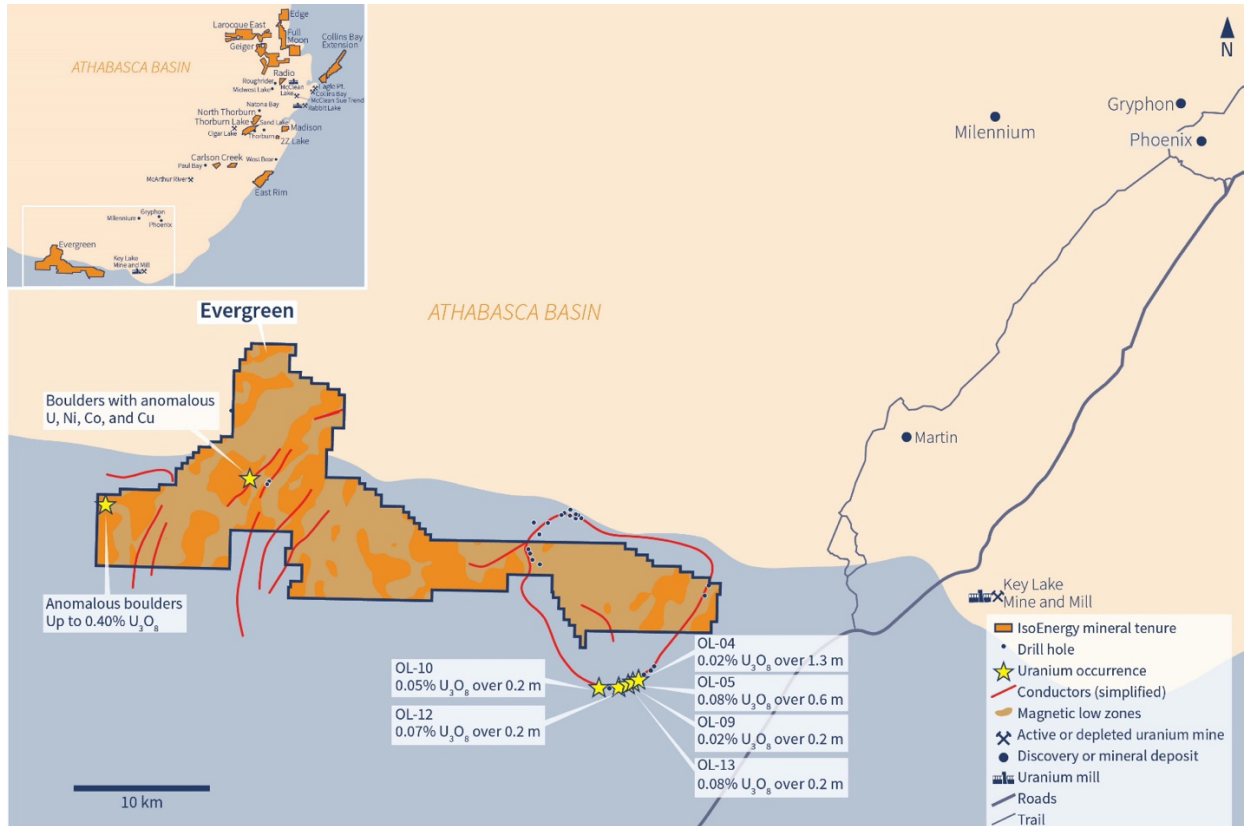 Edge
Larocque East
Full
Moon
Geiger
Collins Bay
Extension
ATHABASCA BASIN
Radio
Roughrider
Midwest Lake
McClean
Lake
Eagle Pt.
Collins Bay
McClean Sue Trend
Rabbit Lake
Natona Bay
North Thorburn
Thorburn Lake
Sand Lake
Cigar Lake
Thorburn
Madison
2Z Lake
Carlson Creek
Paul Bay
West Bear
McArthur River
East Rim
Gryphon
Millennium
Phoenix
Evergreen
Key Lake
Mine and Mill
N
Gryphon
Milennium
Phoenix
Evergreen
ATHABASCA BASIN
Boulders with anomalous
U, Ni, Co, and Cu
Martin
Anomalous boulders
Up to 0.40% U3O8
Key Lake
Mine and Mill
OL-10
0.05% U3O8 over 0.2 m
OL-12
0.07% U3O8 over 0.2 m
OL-04
0.02% U3O8 over 1.3 m
OL-05
0.08% U3O8 over 0.6 m
OL-09
0.02% U3O8 over 0.2 m
OL-13
0.08% U3O8 over 0.2 m
IsoEnergy mineral tenure
Drill hole
Uranium occurrence
Conductors (simplified)
Magnetic low zones
Active or depleted uranium mine
Discovery or mineral deposit
Uranium mill
Roads
Trail
10 km